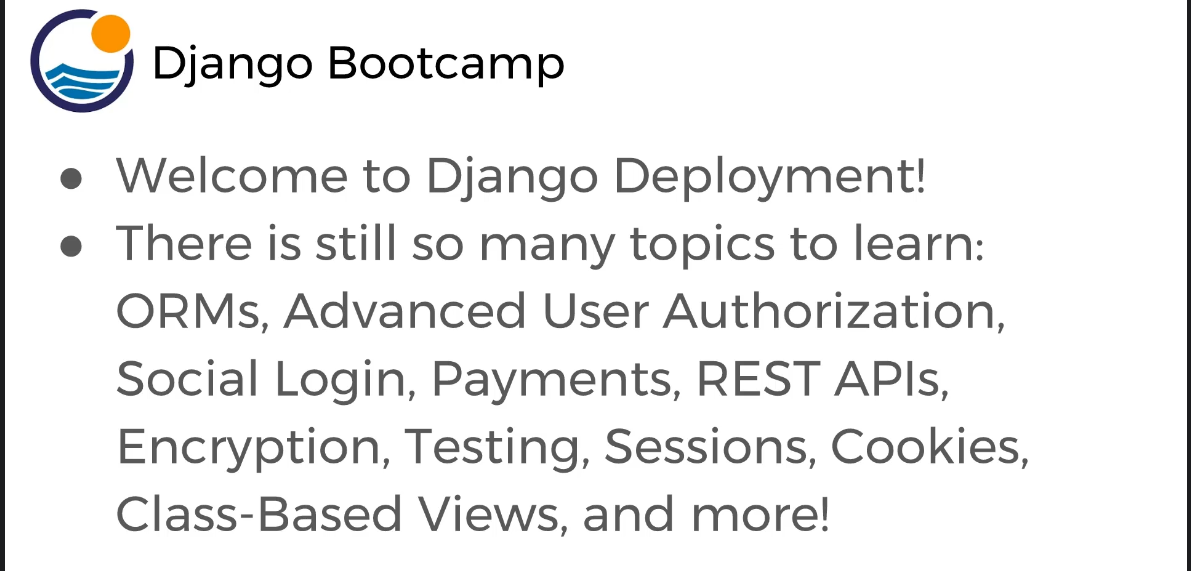 Django Bootcamp
● Welcome to Django Deployment!
● There is still so many topics to learn:
ORMs, Advanced User Authorization,
Social Login, Payments, REST APIs,
Encryption, Testing, Sessions, Cookies,
Class-Based Views, and more!